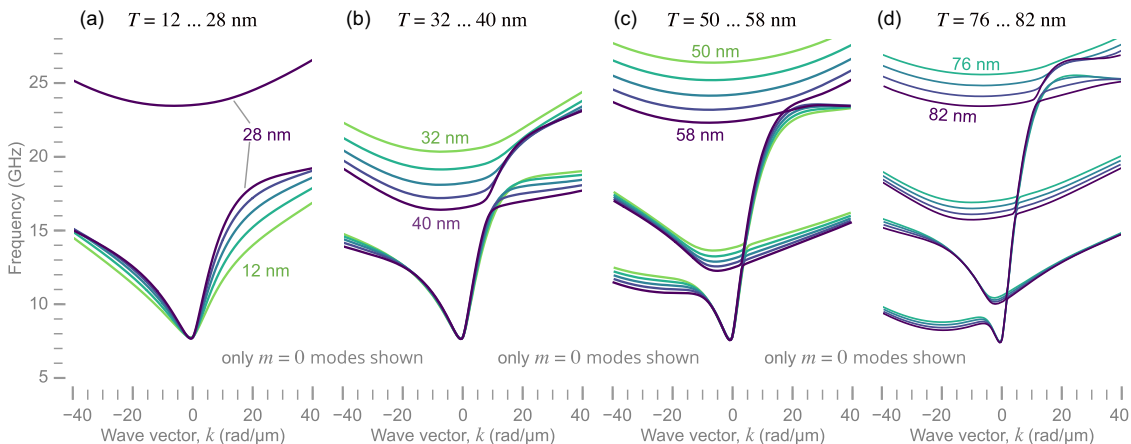 (a) T = 12 ... 28 nm
(b) T = 32 ... 40 nm
(c) T = 50 ... 58 nm
(d) T = 76 ... 82 nm
Frequency (GHz)
25
20
15
10
5
28 nm
12 nm
32 nm
40 nm
50 nm
58 nm
76 nm
82 nm
only m = 0 modes shown
only m = 0 modes shown
only m = 0 modes shown
−40 −20 0 20 40
−40 −20 0 20 40
−40 −20 0 20 40
−40 −20 0 20 40
Wave vector, k (rad/µm)
Wave vector, k (rad/µm)
Wave vector, k (rad/µm)
Wave vector, k (rad/µm)